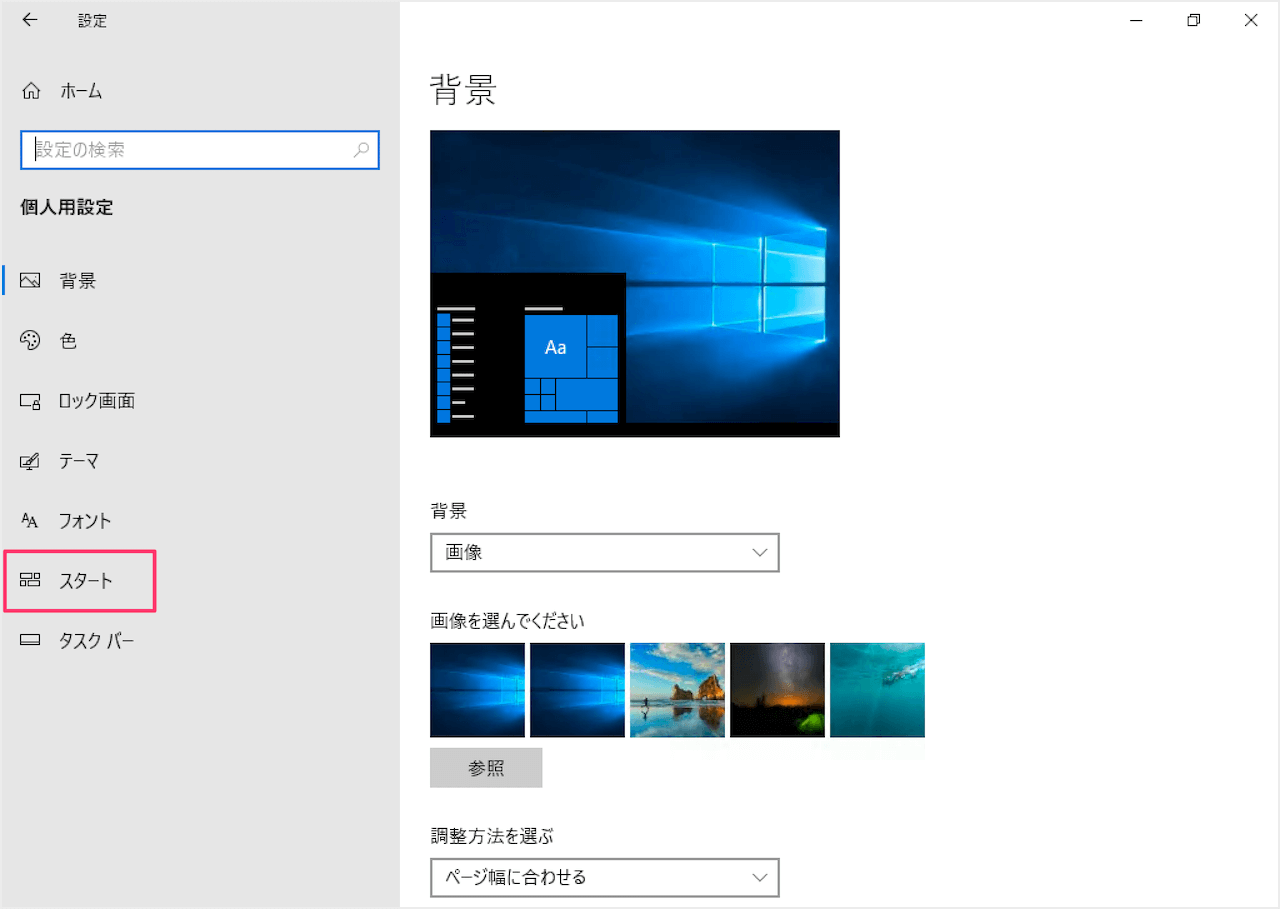 設定
ホーム
設定の検索
個人用設定
背景
色
ロック画面
テーマ
フォント
スタート
タスク バー
背景
Aa
背景
画像
画像を選んでください
参照
調整方法を選ぶ
ページ幅に合わせる